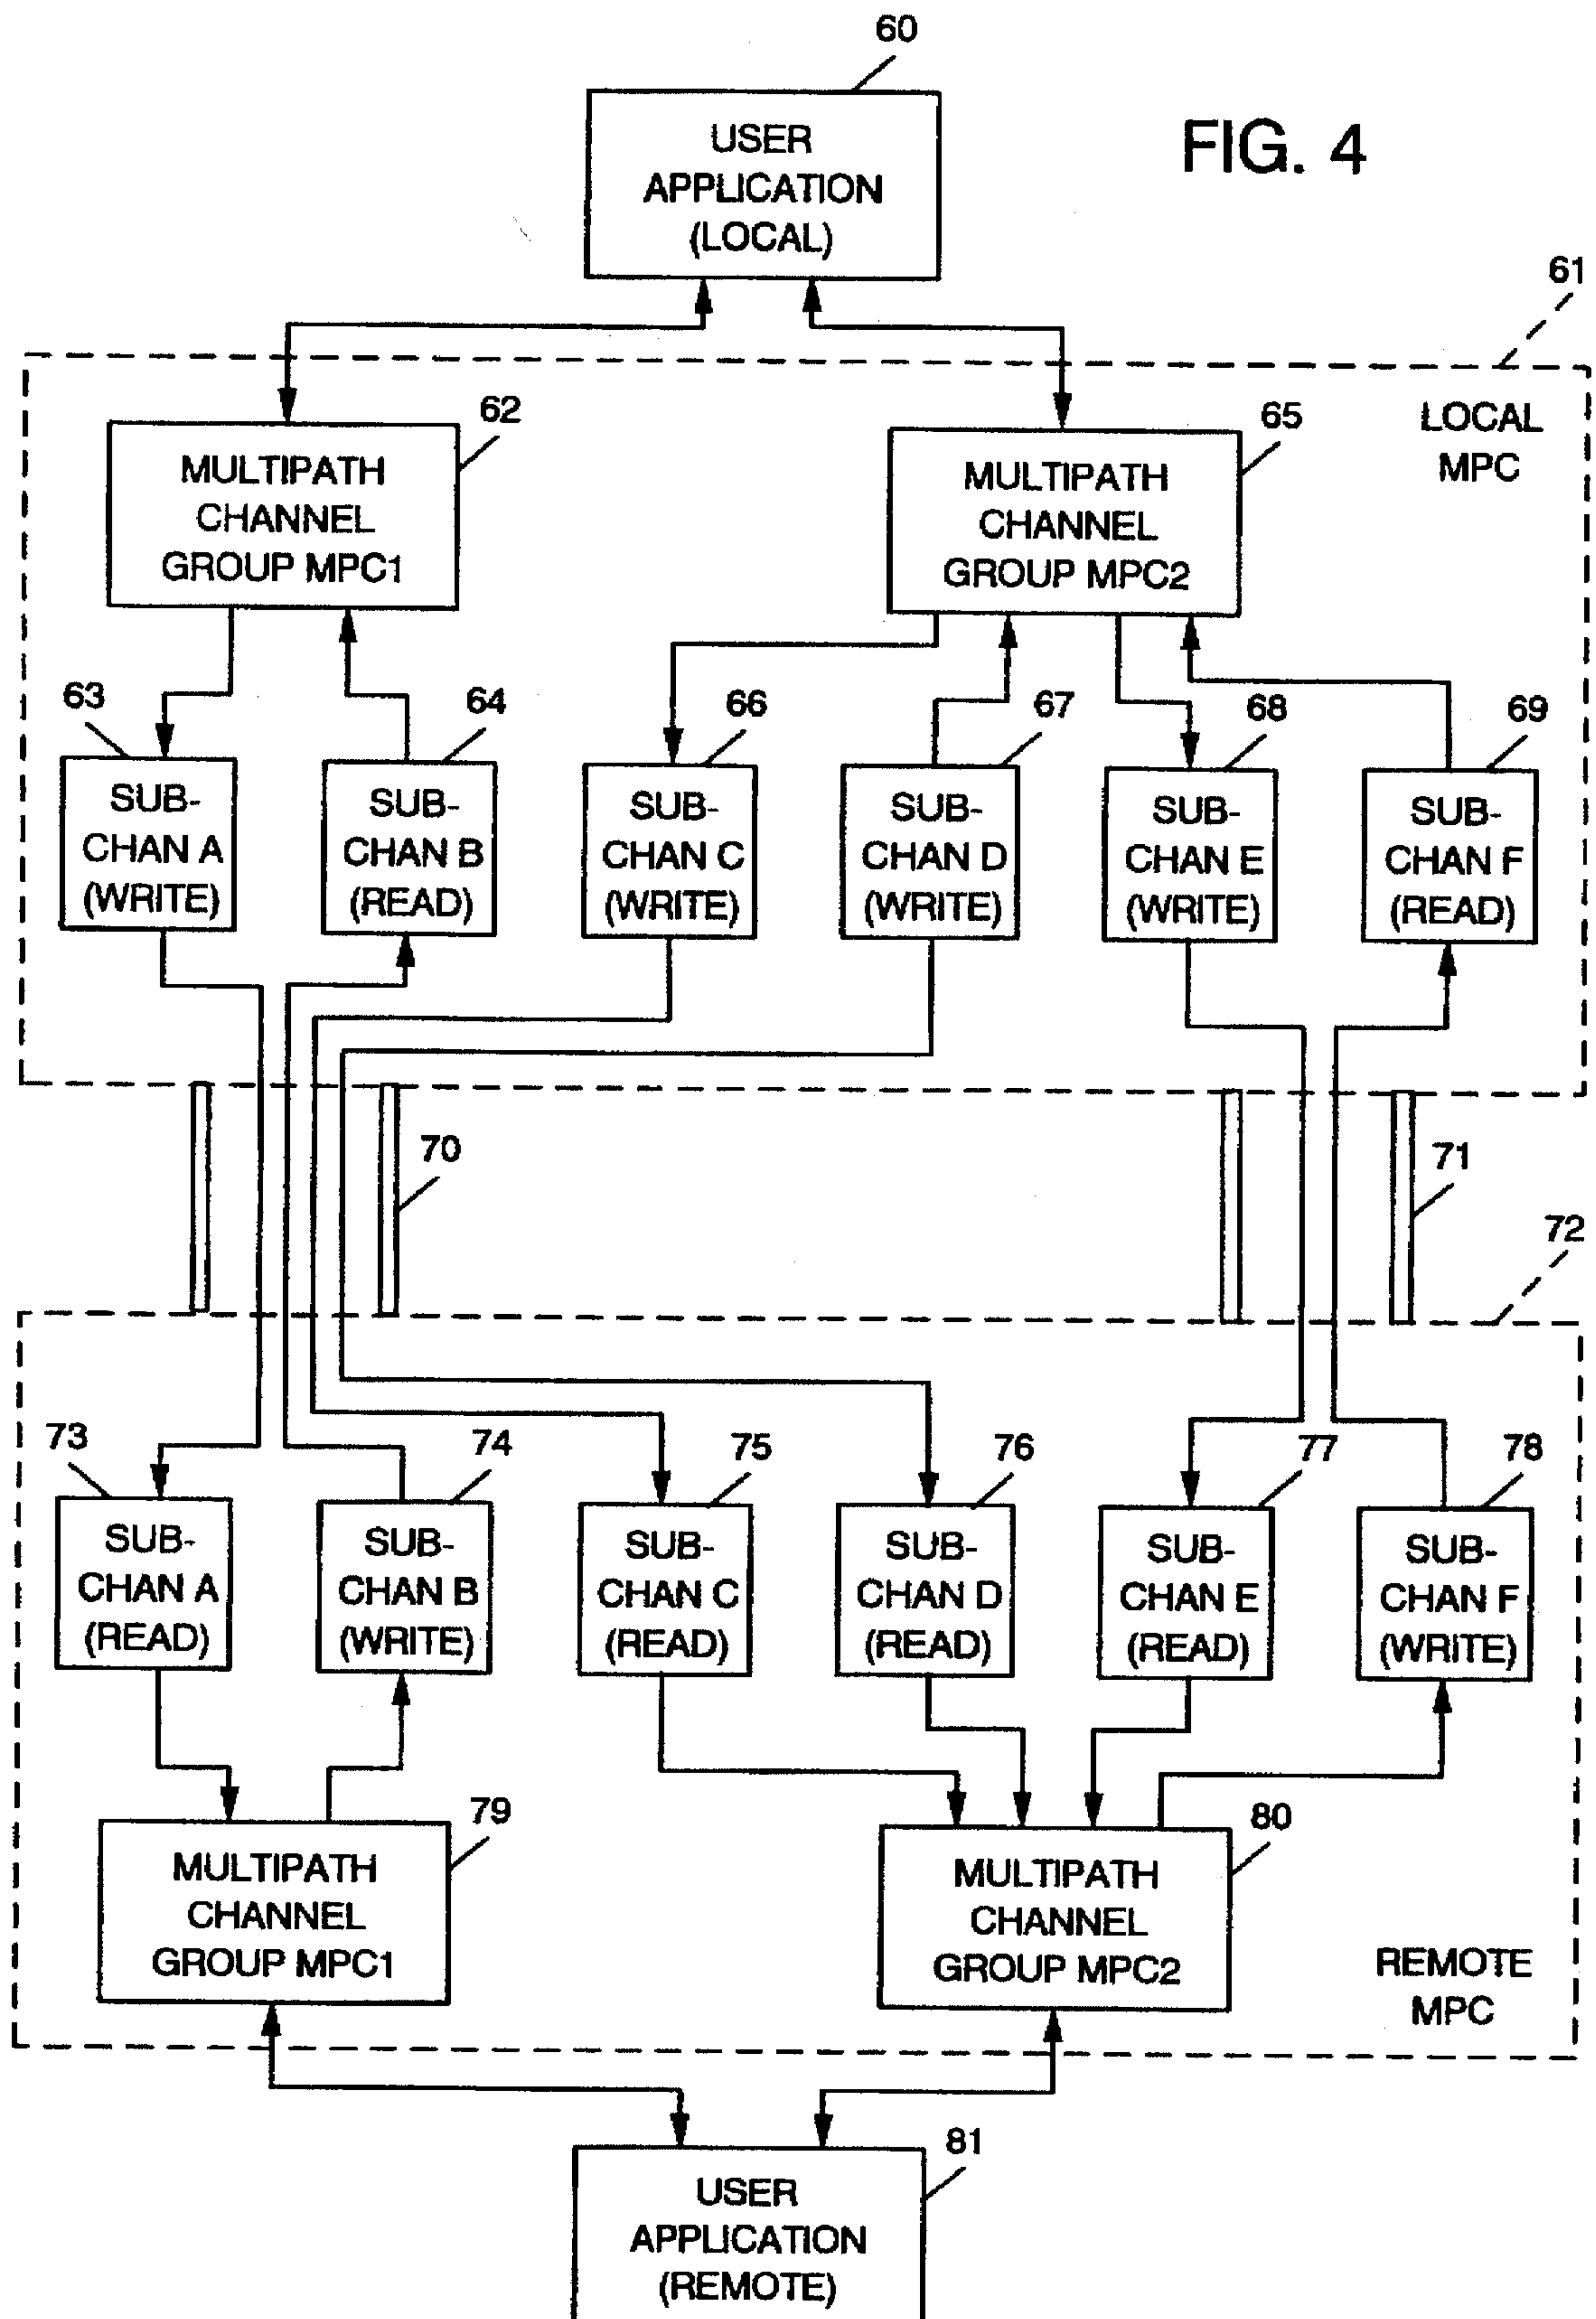 60
USER
APPLICATION
(LOCAL)
FIG. 4
61
LOCAL
MPC
62
MULTIPATH
CHANNEL
GROUP MPC1
65
MULTIPATH
CHANNEL
GROUP MPC2
63
SUB-
CHAN A
(WRITE)
64
SUB-
CHAN B
(READ)
66
SUB-
CHAN C
(WRITE)
67
SUB-
CHAN D
(WRITE)
68
SUB-
CHAN E
(WRITE)
69
SUB-
CHAN F
(READ)
70
71
72
73
SUB-
CHAN A
(READ)
74
SUB-
CHAN B
(WRITE)
75
SUB-
CHAN C
(READ)
76
SUB-
CHAN D
(READ)
77
SUB-
CHAN E
(READ)
78
SUB-
CHAN F
(WRITE)
79
MULTIPATH
CHANNEL
GROUP MPC1
80
MULTIPATH
CHANNEL
GROUP MPC2
REMOTE
MPC
81
USER
APPLICATION
(REMOTE)